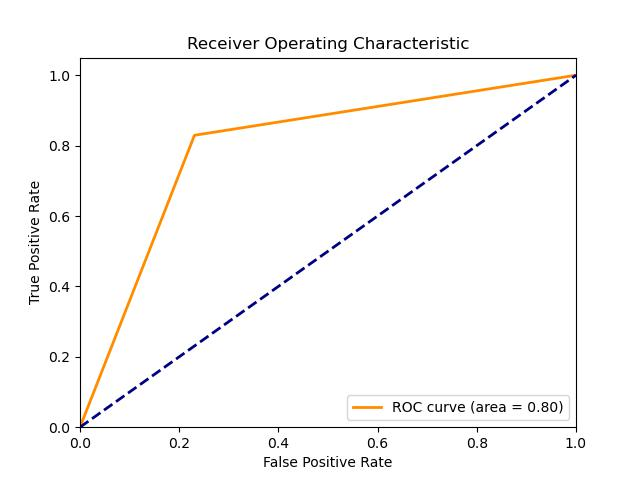 Receiver Operating Characteristic
1.0
0.8
0.6
0.4
0.2
0.0
True Positive Rate
ROC curve (area = 0.80)
0.0 0.2 0.4 0.6 0.8 1.0
False Positive Rate